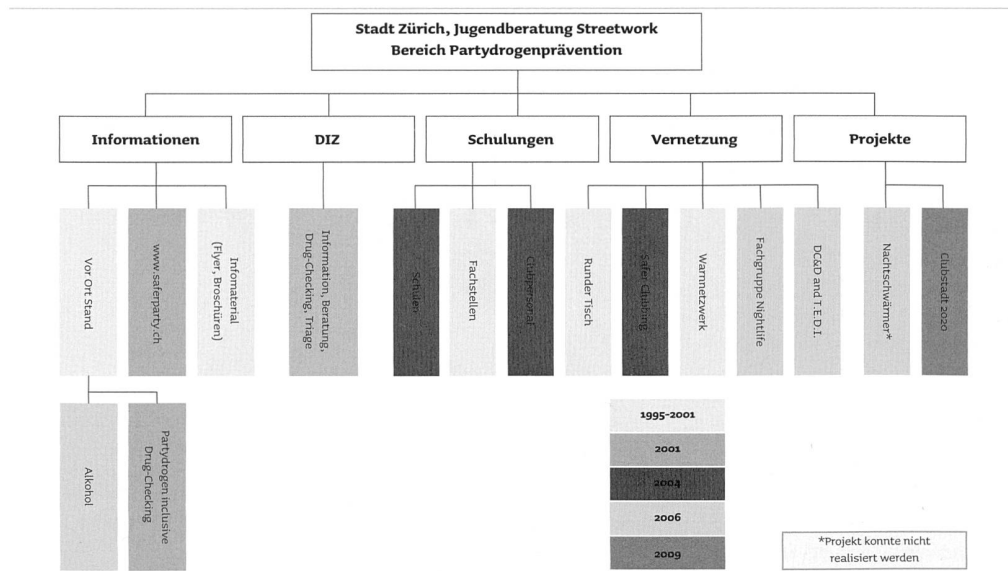 Stadt Zürich, Jugendberatung Streetwork
Bereich Partydrogenprävention
Informationen
DIZ
Schulungen
Vernetzung
Projekte
Vor Ort Stand
www.saferparty.ch
Infomaterial
(Flyer, Broschüren)
Information, Beratung,
Drug-Checking, Triage
Schulen
Fachstellen
Clubpersonal
Runder Tisch
Safer Clubbing
Warnnetzwerk
Fachgruppe Nightlife
DC&D and T.E.D.I.
Nachtschwärmer*
Clubstadt 2020
Alkohol
Partydrogen inclusive
Drug-Checking
1995-2001
2001
2004
2006
2009
*Projekt konnte nicht
realisiert werden